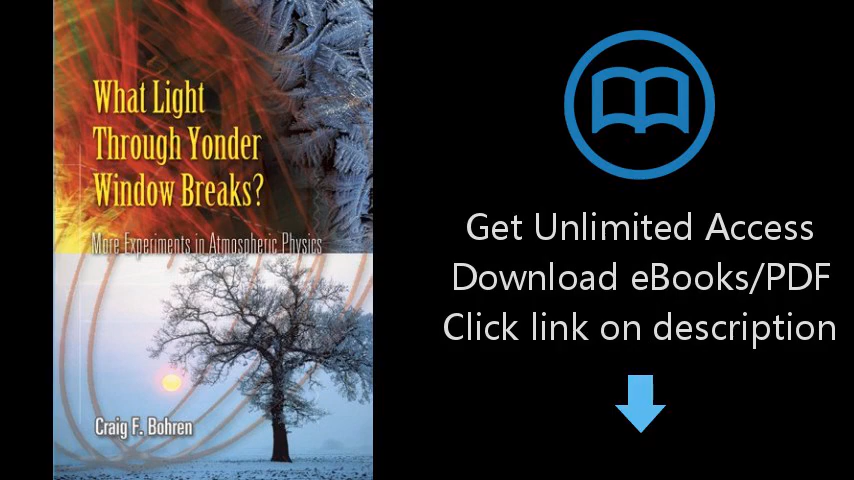 What Light
Through Yonder
Window Breaks?
More Experiments in Atmospheric Physics
Craig F. Bohren
Get Unlimited Access
Download eBooks/PDF
Click link on description